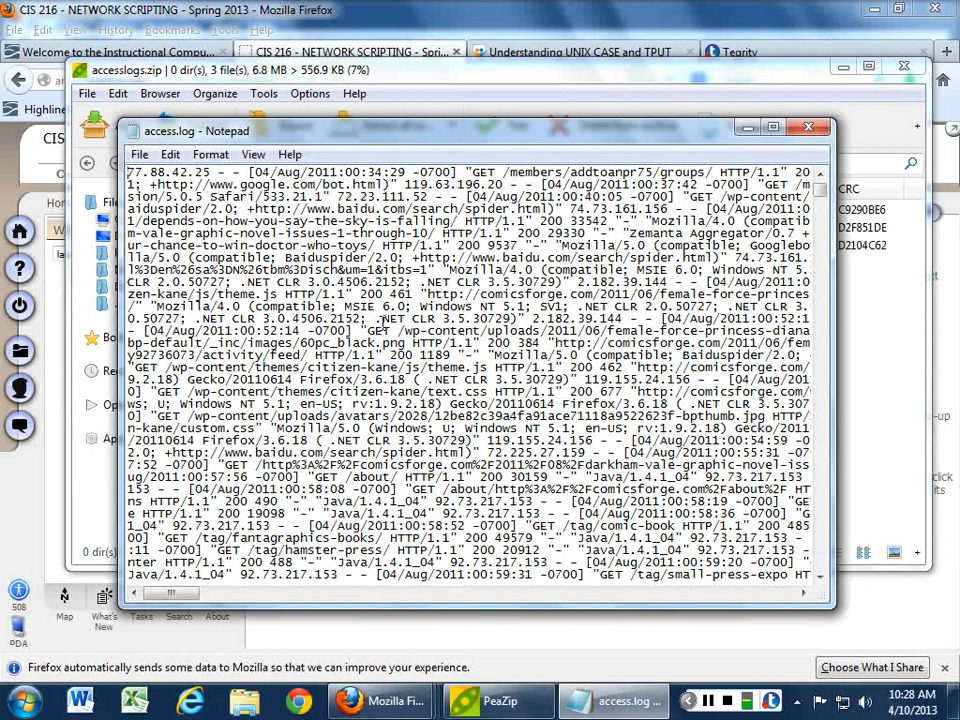 CIS 216 - NETWORK SCRIPTING - Spring 2013 - Mozilla Firefox
File Edit View History Bookmarks Tools Help
Welcome to the Instructional Compu...
CIS 216 - NETWORK SCRIPTING - Spri...
Understanding UNIX CASE and TPUT
Tegrity
accesslogs.zip | 0 dir(s), 3 file(s), 6.8 MB > 556.9 KB (7%)
File Edit Browser Organize Tools Options Help
Highline
access.log - Notepad
File Edit Format View Help
77.88.42.25 - - [04/Aug/2011:00:34:29 -0700] "GET /members/addtoanpr75/groups/ HTTP/1.1" 20
1; +http://www.google.com/bot.html)" 119.63.196.20 - - [04/Aug/2011:00:37:42 -0700] "GET /m
sion/5.0.5 Safari/533.21.1" 72.23.111.52 - - [04/Aug/2011:00:40:05 -0700] "GET /wp-content/
aiduspider/2.0; +http://www.baidu.com/search/spider.html)" 74.73.161.156 - - [04/Aug/2011:0
1/depends-on-how-you-say-the-sky-is-falling/ HTTP/1.1" 200 33542 "-" "Mozilla/4.0 (compatib
m-vale-graphic-novel-issues-1-through-10/ HTTP/1.1" 200 29330 "-" "Zemanta Aggregator/0.7 +
ur-chance-to-win-doctor-who-toys/ HTTP/1.1" 200 9537 "-" "Mozilla/5.0 (compatible; Googlebo
lla/5.0 (compatible; Baiduspider/2.0; +http://www.baidu.com/search/spider.html)" 74.73.161.
l%3Den%26sa%3DN%26tbm%3Disch&um=1&itbs=1" "Mozilla/4.0 (compatible; MSIE 6.0; Windows NT 5.
CLR 2.0.50727; .NET CLR 3.0.4506.2152; .NET CLR 3.5.30729)" 2.182.39.144 - - [04/Aug/2011:0
zen-kane/js/theme.js HTTP/1.1" 200 461 "http://comicsforge.com/2011/06/female-force-princes
/" "Mozilla/4.0 (compatible; MSIE 6.0; Windows NT 5.1; SV1; .NET CLR 2.0.50727; .NET CLR 3.
0.50727; .NET CLR 3.0.4506.2152; .NET CLR 3.5.30729)" 2.182.39.144 - - [04/Aug/2011:00:52:1
- [04/Aug/2011:00:52:14 -0700] "GET /wp-content/uploads/2011/06/female-force-princess-diana
bp-default/_inc/images/60pc_black.png HTTP/1.1" 200 384 "http://comicsforge.com/2011/06/fem
y92736073/activity/feed/ HTTP/1.1" 200 1189 "-" "Mozilla/5.0 (compatible; Baiduspider/2.0;
"GET /wp-content/themes/citizen-kane/js/theme.js HTTP/1.1" 200 462 "http://comicsforge.com/
9.2.18) Gecko/20110614 Firefox/3.6.18 ( .NET CLR 3.5.30729)" 119.155.24.156 - - [04/Aug/201
0] "GET /wp-content/themes/citizen-kane/text.css HTTP/1.1" 200 677 "http://comicsforge.com/
ws; U; Windows NT 5.1; en-US; rv:1.9.2.18) Gecko/20110614 Firefox/3.6.18 ( .NET CLR 3.5.307
"GET /wp-content/uploads/avatars/2028/12be82c39a4fa91ace71118a9522623f-bpthumb.jpg HTTP/
n-kane/custom.css" "Mozilla/5.0 (Windows; U; Windows NT 5.1; en-US; rv:1.9.2.18) Gecko/2011
/20110614 Firefox/3.6.18 ( .NET CLR 3.5.30729)" 119.155.24.156 - - [04/Aug/2011:00:54:59 -0
2.0; +http://www.baidu.com/search/spider.html)" 72.225.27.159 - - [04/Aug/2011:00:55:31 -07
7:52 -0700] "GET /http%3A%2F%2Fcomicsforge.com%2F2011%2F08%2Fdarkham-vale-graphic-novel-iss
ug/2011:00:57:56 -0700] "GET /about/ HTTP/1.1" 200 30159 "-" "Java/1.4.1_04" 92.73.217.153
153 - - [04/Aug/2011:00:58:08 -0700] "GET /about/http%3A%2F%2Fcomicsforge.com%2Fabout%2F HT
ns HTTP/1.1" 200 490 "-" "Java/1.4.1_04" 92.73.217.153 - - [04/Aug/2011:00:58:19 -0700] "GE
e HTTP/1.1" 200 19098 "-" "Java/1.4.1_04" 92.73.217.153 - - [04/Aug/2011:00:58:36 -0700] "G
1_04" 92.73.217.153 - - [04/Aug/2011:00:58:52 -0700] "GET /tag/comic-book HTTP/1.1" 200 485
00] "GET /tag/fantagraphics-books/ HTTP/1.1" 200 49579 "-" "Java/1.4.1_04" 92.73.217.153 -
:11 -0700] "GET /tag/hamster-press/ HTTP/1.1" 200 20912 "-" "Java/1.4.1_04" 92.73.217.153 -
nter HTTP/1.1" 200 488 "-" "Java/1.4.1_04" 92.73.217.153 - - [04/Aug/2011:00:59:20 -0700] "
Java/1.4.1_04" 92.73.217.153 - - [04/Aug/2011:00:59:31 -0700] "GET /tag/small-press-expo HT
CRC
C9290BE6
D2F851DE
D2104C62
0 dir(
508
PDA
Map
What's New
Tasks
Search
About
Firefox automatically sends some data to Mozilla so that we can improve your experience.
Choose What I Share
Mozilla Fi...
PeaZip
access.log ...
10:28 AM
4/10/2013